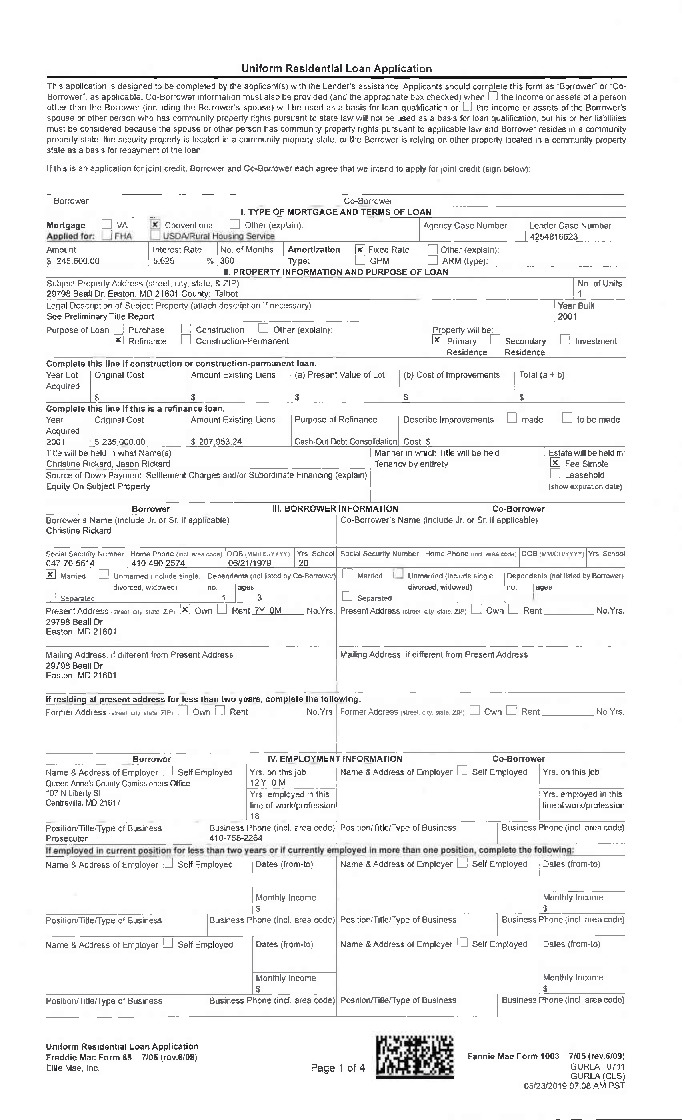 Uniform Residential Loan Application
This application is designed to be completed by the applicant(s) with the Lender's assistance. Applicants should complete this form as "Borrower" or "Co-
Borrower", as applicable. Co-Borrower information must also be provided (and the appropriate box checked) when the income or assets of a person
other than the Borrower (including the Borrower's spouse) will be used as a basis for loan qualification or the income or assets of the Borrower's
spouse or other person who has community property rights pursuant to state law will not be used as a basis for loan qualification, but his or her liabilities
must be considered because the spouse or other person has community property rights pursuant to applicable law and Borrower resides in a community
property state, the security property is located in a community property state, or the Borrower is relying on other property located in a community property
state as a basis for repayment of the loan.
If this is an application for joint credit, Borrower and Co-Borrower each agree that we intend to apply for joint credit (sign below):
Borrower Co-Borrower
I. TYPE OF MORTGAGE AND TERMS OF LOAN
Mortgage VA Conventional Other (explain): Agency Case Number Lender Case Number
Applied for: FHA USDA/Rural Housing Service 4254816623
Amount Interest Rate No. of Months Amortization Fixed Rate Other (explain):
$ 245,600.00 5.625 % 360 Type: GPM ARM (type):
II. PROPERTY INFORMATION AND PURPOSE OF LOAN
Subject Property Address (street, city, state, & ZIP) No. of Units
29798 Beall Dr, Easton, MD 21601 County: Talbot 1
Legal Description of Subject Property (attach description if necessary) Year Built
See Preliminary Title Report 2001
Purpose of Loan Purchase Construction Other (explain): Property will be:
Refinance Construction-Permanent Primary Residence Secondary Residence Investment
Complete this line if construction or construction-permanent loan.
Year Lot Acquired Original Cost Amount Existing Liens (a) Present Value of Lot (b) Cost of Improvements Total (a + b)
$ $ $ $ $
Complete this line if this is a refinance loan.
Year Acquired Original Cost Amount Existing Liens Purpose of Refinance Describe Improvements made to be made
2001 $ 235,000.00 $ 207,953.24 Cash-Out Debt Consolidation Cost $
Title will be held in what Name(s) Manner in which Title will be held Estate will be held in:
Christine Rickard, Jason Rickard Tenancy by entirety Fee Simple
Source of Down Payment, Settlement Charges and/or Subordinate Financing (explain) Leasehold
Equity On Subject Property (show expiration date)
Borrower III. BORROWER INFORMATION Co-Borrower
Borrower's Name (include Jr. or Sr. if applicable) Co-Borrower's Name (include Jr. or Sr. if applicable)
Christine Rickard
Social Security Number Home Phone (incl. area code) DOB (MM/DD/YYYY) Yrs. School Social Security Number Home Phone (incl. area code) DOB (MM/DD/YYYY) Yrs. School
047 70 5614 410 490 2574 06/21/1979 20
Married Unmarried (include single, divorced, widowed) Dependents (not listed by Co-Borrower) Married Unmarried (include single, divorced, widowed) Dependents (not listed by Borrower)
Separated no. 1 ages 3 Separated no. ages
Present Address (street, city, state, ZIP) Own Rent 7Y 0M No. Yrs. Present Address (street, city, state, ZIP) Own Rent No. Yrs.
29798 Beall Dr
Easton, MD 21601
Mailing Address, if different from Present Address Mailing Address, if different from Present Address
29798 Beall Dr
Easton, MD 21601
If residing at present address for less than two years, complete the following:
Former Address (street, city, state, ZIP) Own Rent No. Yrs. Former Address (street, city, state, ZIP) Own Rent No. Yrs.
Borrower IV. EMPLOYMENT INFORMATION Co-Borrower
Name & Address of Employer Self Employed Yrs. on this job Name & Address of Employer Self Employed Yrs. on this job
Queen Anne's County Comissioners Office 12Y 0M
107 N Liberty St Yrs. employed in this line of work/profession Yrs. employed in this line of work/profession
Centreville, MD 21617 18
Position/Title/Type of Business Business Phone (incl. area code) Position/Title/Type of Business Business Phone (incl. area code)
Prosecutor 410-758-2264
If employed in current position for less than two years or if currently employed in more than one position, complete the following:
Name & Address of Employer Self Employed Dates (from-to) Name & Address of Employer Self Employed Dates (from-to)
Monthly Income Monthly Income
$ $
Position/Title/Type of Business Business Phone (incl. area code) Position/Title/Type of Business Business Phone (incl. area code)
Name & Address of Employer Self Employed Dates (from-to) Name & Address of Employer Self Employed Dates (from-to)
Monthly Income Monthly Income
$ $
Position/Title/Type of Business Business Phone (incl. area code) Position/Title/Type of Business Business Phone (incl. area code)
Uniform Residential Loan Application
Freddie Mac Form 65 7/05 (rev.6/09) Fannie Mae Form 1003 7/05 (rev.6/09)
Ellie Mae, Inc. Page 1 of 4 GURLA 0711
GURLA (CLS)
05/23/2019 07:08 AM PST